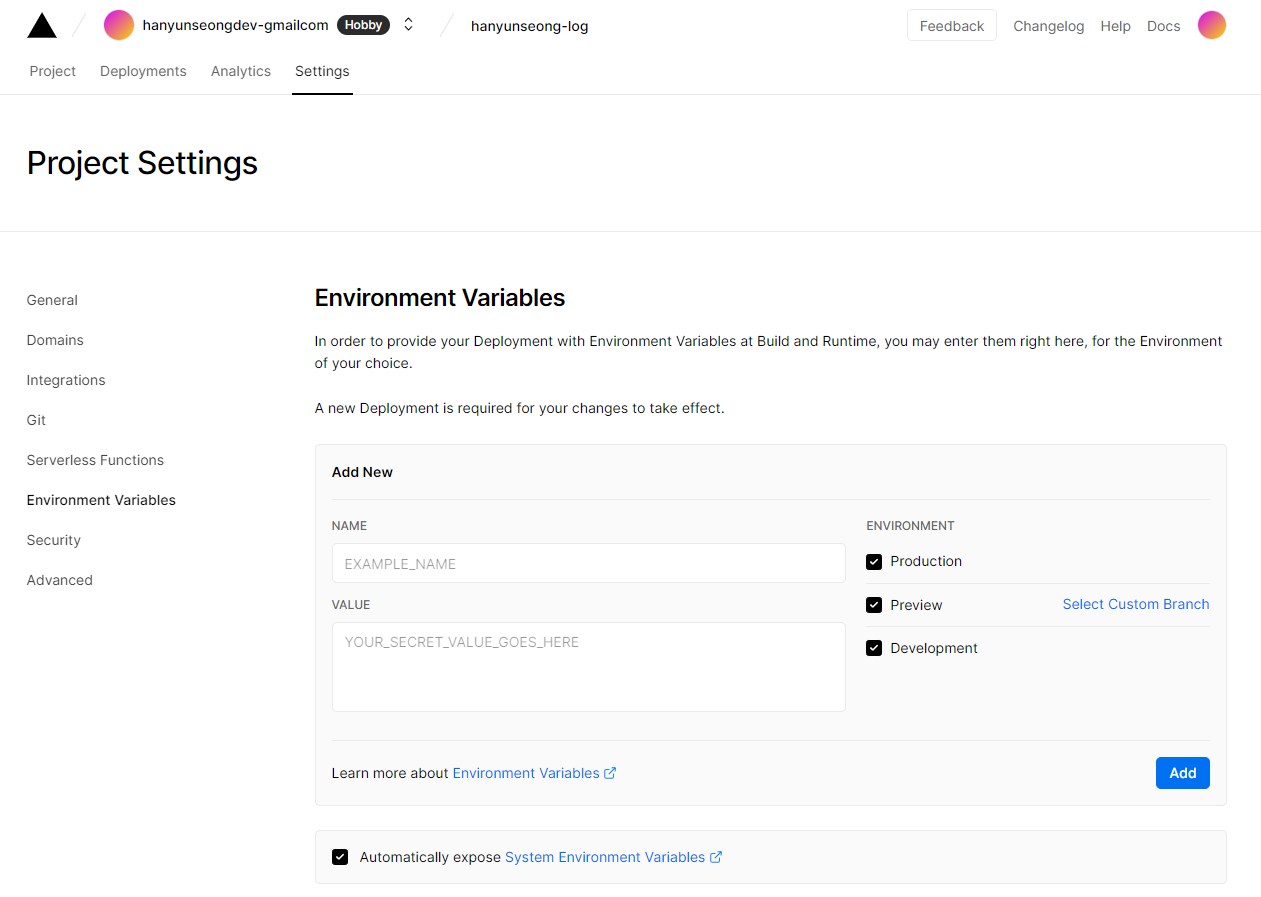 hanyunseongdev-gmailcom Hobby hanyunseong-log Feedback Changelog Help Docs
Project Deployments Analytics Settings
Project Settings
General
Domains
Integrations
Git
Serverless Functions
Environment Variables
Security
Advanced
Environment Variables
In order to provide your Deployment with Environment Variables at Build and Runtime, you may enter them right here, for the Environment
of your choice.
A new Deployment is required for your changes to take effect.
Add New
NAME
EXAMPLE_NAME
VALUE
YOUR_SECRET_VALUE_GOES_HERE
ENVIRONMENT
Production
Preview Select Custom Branch
Development
Learn more about Environment Variables
Add
Automatically expose System Environment Variables